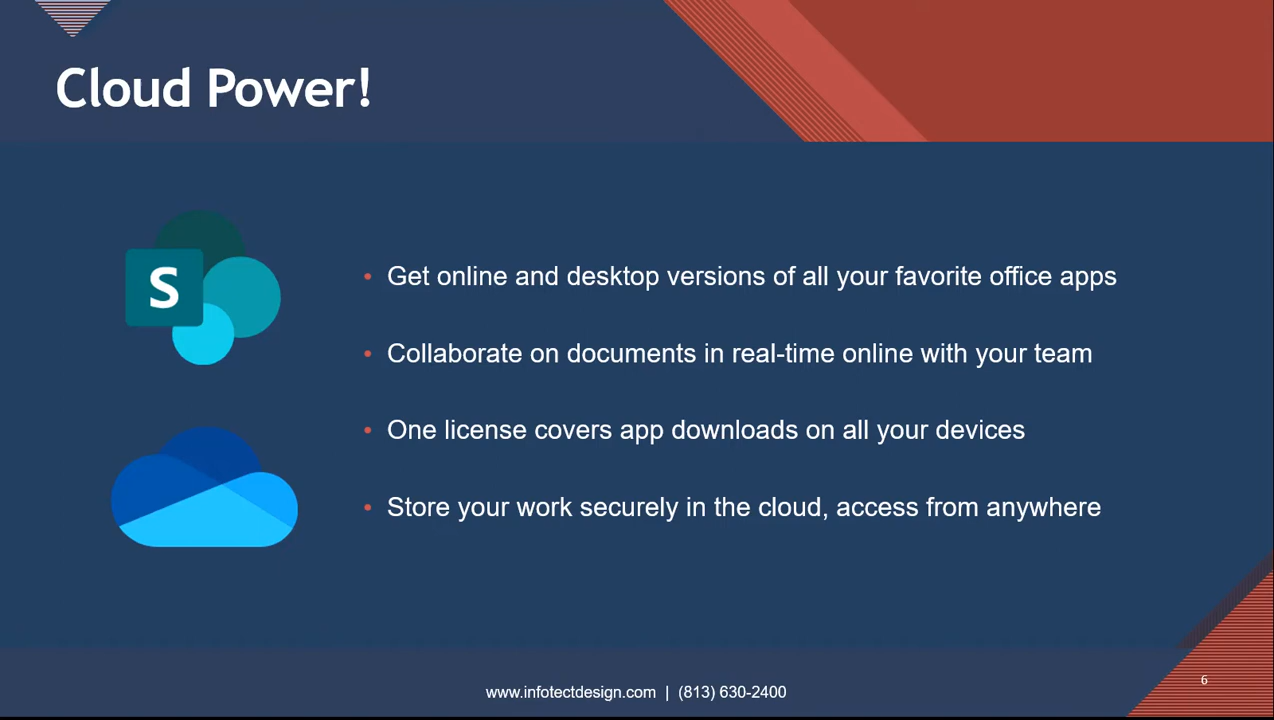 Cloud Power!
S
Get online and desktop versions of all your favorite office apps
Collaborate on documents in real-time online with your team
One license covers app downloads on all your devices
Store your work securely in the cloud, access from anywhere
www.infotectdesign.com | (813) 630-2400
6